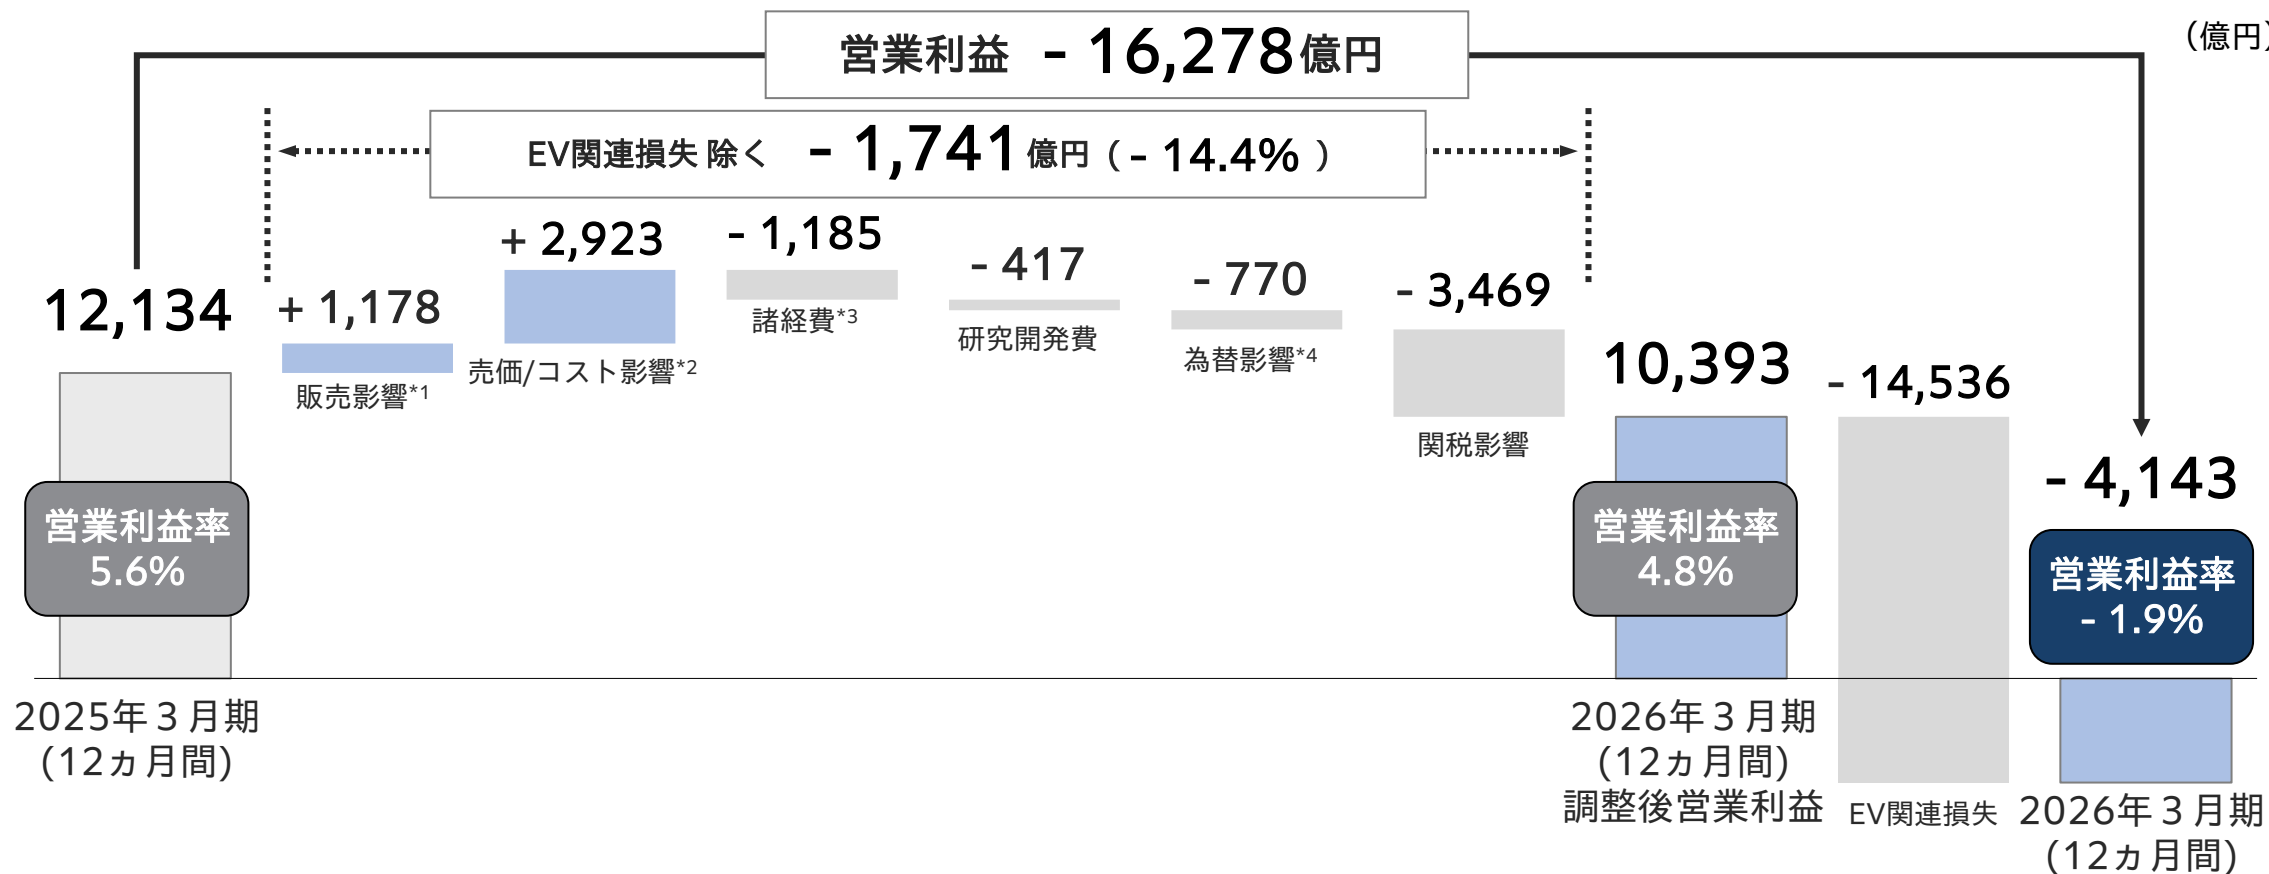 営業利益 - 16,278億円
(億円)
EV関連損失 除く - 1,741億円 ( - 14.4% )
12,134
+ 1,178
+ 2,923
- 1,185
- 417
- 770
- 3,469
10,393
- 14,536
- 4,143
販売影響*1
売価/コスト影響*2
諸経費*3
研究開発費
為替影響*4
関税影響
営業利益率
5.6%
営業利益率
4.8%
営業利益率
- 1.9%
2025年3月期
(12ヵ月間)
2026年3月期
(12ヵ月間)
調整後営業利益
EV関連損失
2026年3月期
(12ヵ月間)